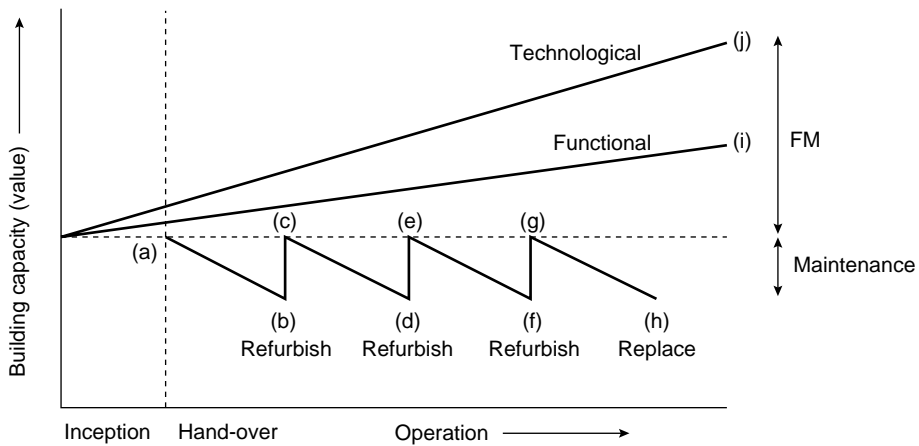 Building capacity (value)
Technological
(j)
Functional
(i)
FM
(a)
(c)
(e)
(g)
Maintenance
(b)
(d)
(f)
(h)
Refurbish
Refurbish
Refurbish
Replace
Inception
Hand-over
Operation